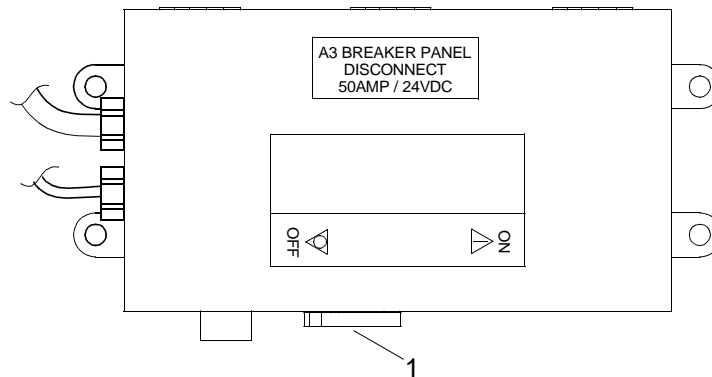 A3 BREAKER PANEL
DISCONNECT
50AMP / 24VDC
OFF
ON
1